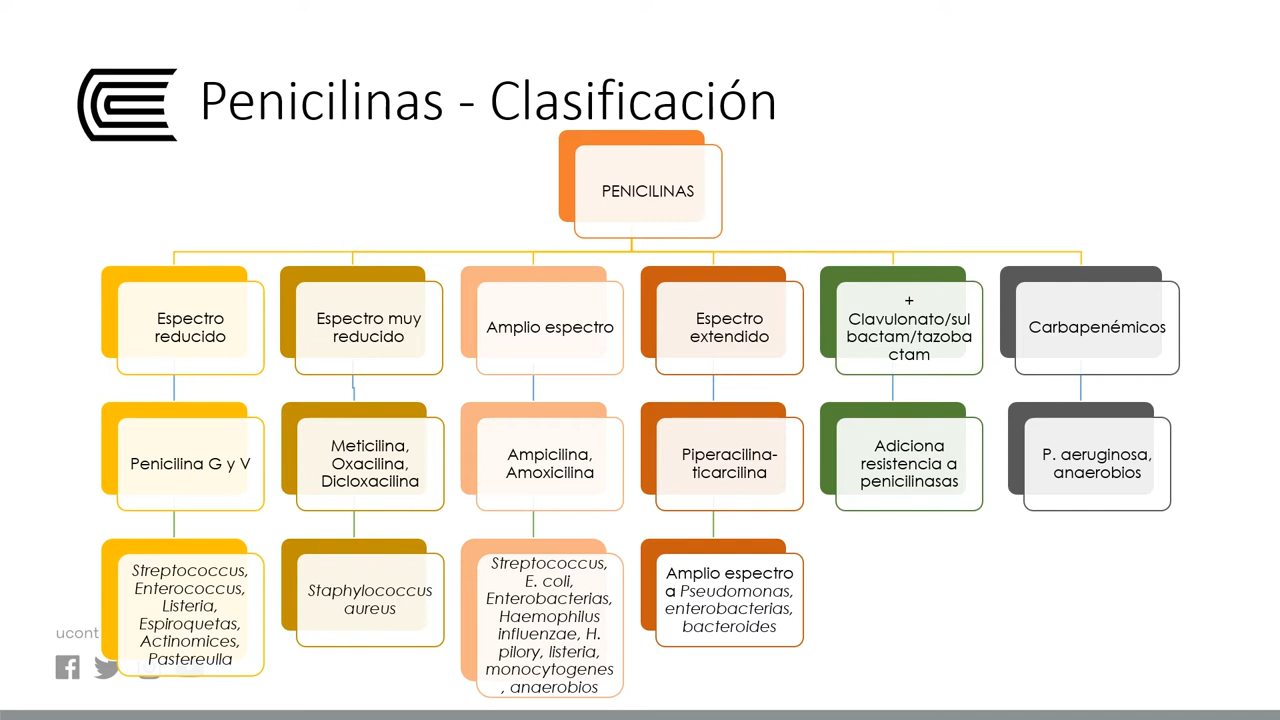 Penicilinas - Clasificación
PENICILINAS
Espectro
reducido
Espectro muy
reducido
Amplio espectro
Espectro
extendido
+
Clavulonato/sul
bactam/tazoba
ctam
Carbapenémicos
Penicilina G y V
Meticilina,
Oxacilina,
Dicloxacilina
Ampicilina,
Amoxicilina
Piperacilina-
ticarcilina
Adiciona
resistencia a
penicilinasas
P. aeruginosa,
anaerobios
Streptococcus,
Enterococcus,
Listeria,
Espiroquetas,
Actinomices,
Pastereulla
Staphylococcus
aureus
Streptococcus,
E. coli,
Enterobacterias,
Haemophilus
influenzae, H.
pilory, listeria,
monocytogenes
, anaerobios
Amplio espectro
a Pseudomonas,
enterobacterias,
bacteroides
ucont